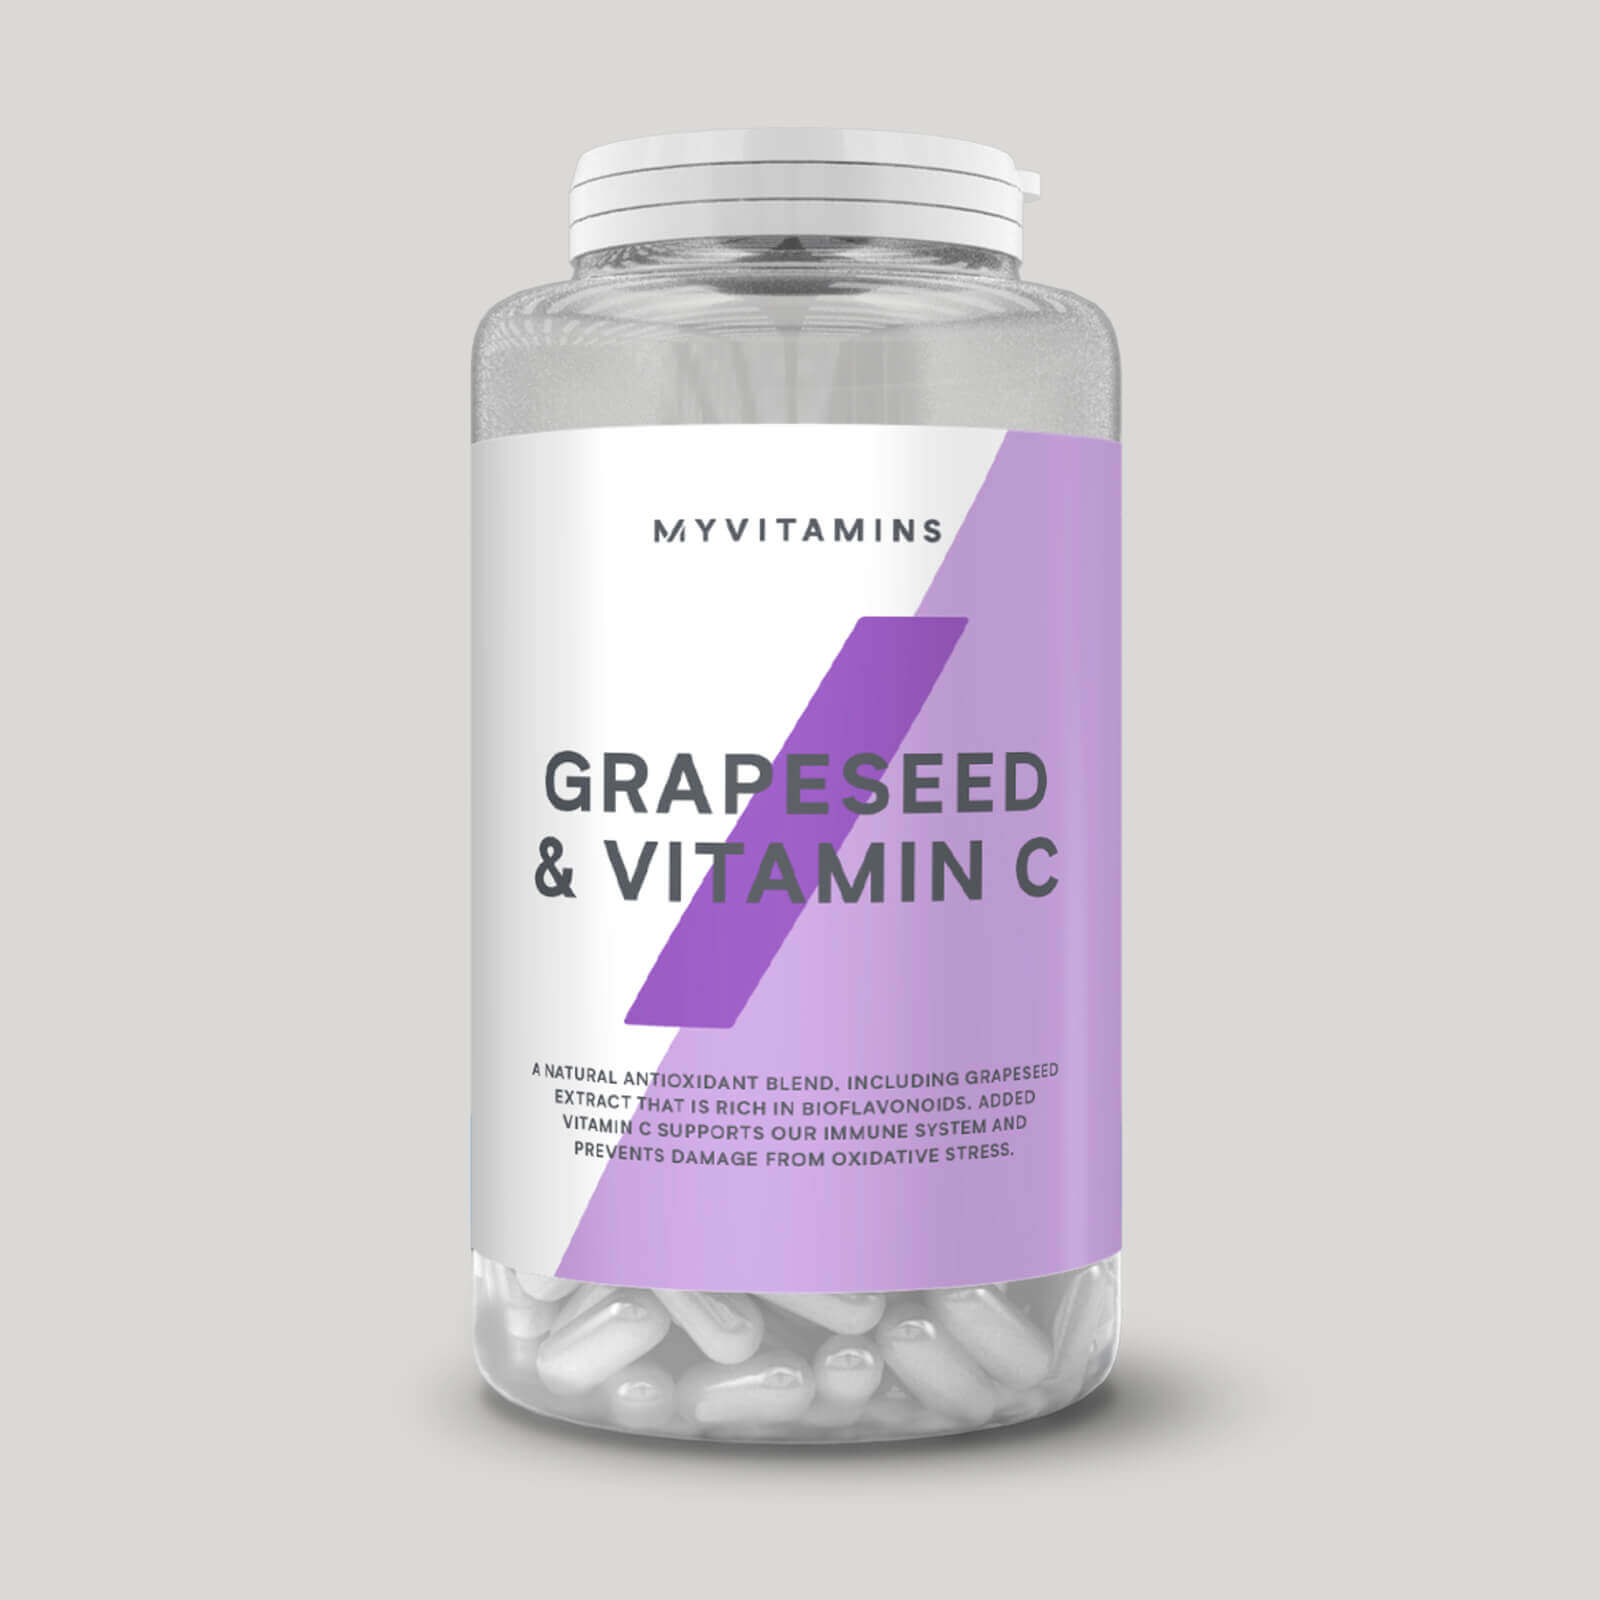 MYVITAMINS
GRAPESEED
& VITAMIN C
A NATURAL ANTIOXIDANT BLEND, INCLUDING GRAPESEED
EXTRACT THAT IS RICH IN BIOFLAVONOIDS. ADDED
VITAMIN C SUPPORTS OUR IMMUNE SYSTEM AND
PREVENTS DAMAGE FROM OXIDATIVE STRESS.